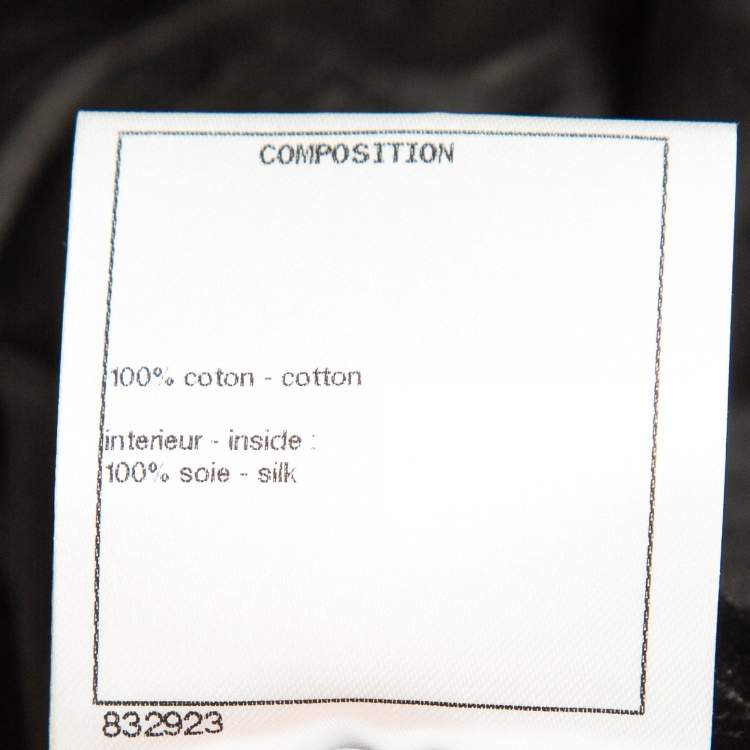 COMPOSITION
100% coton - cotton
interieur - inside :
100% soie - silk
832923